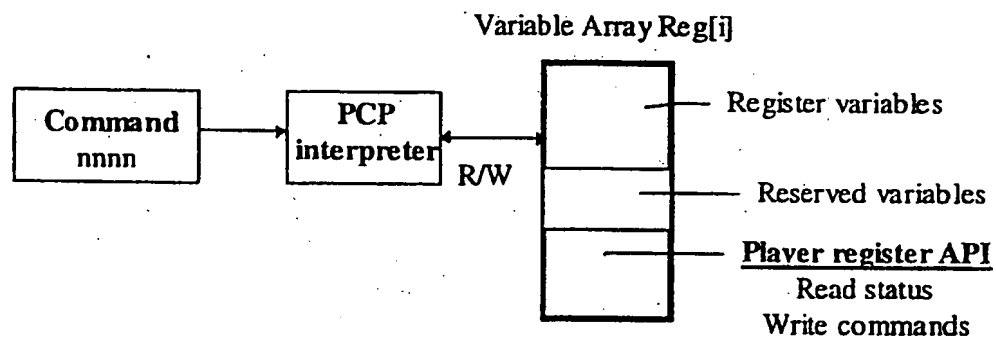 Variable Array Reg[i]
Command
nnnn
PCP
interpreter
R/W
Register variables
Reserved variables
Player register API
Read status
Write commands